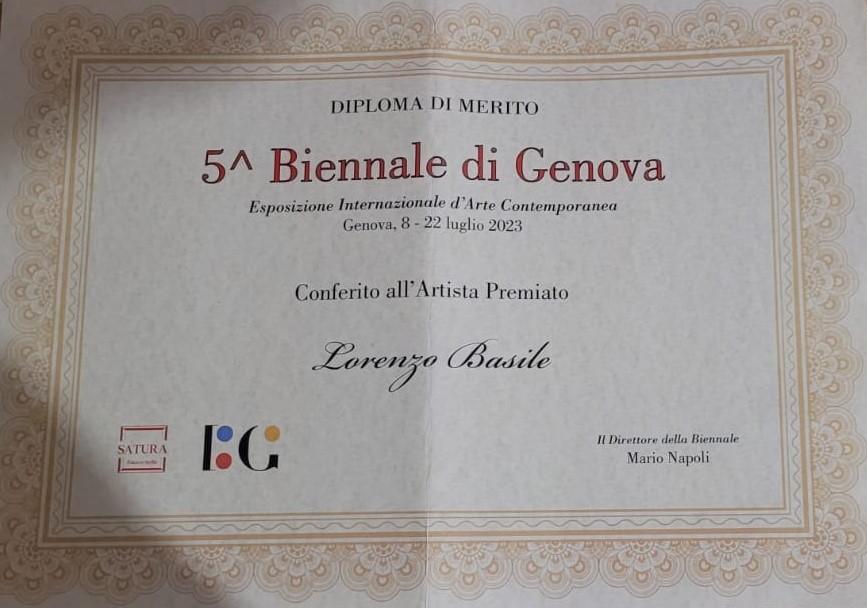 DIPLOMA DI MERITO
5^ Biennale di Genova
Esposizione Internazionale d'Arte Contemporanea
Genova, 8 - 22 luglio 2023
Conferito all'Artista Premiato
Lorenzo Basile
SATURA
BG
Il Direttore della Biennale
Mario Napoli